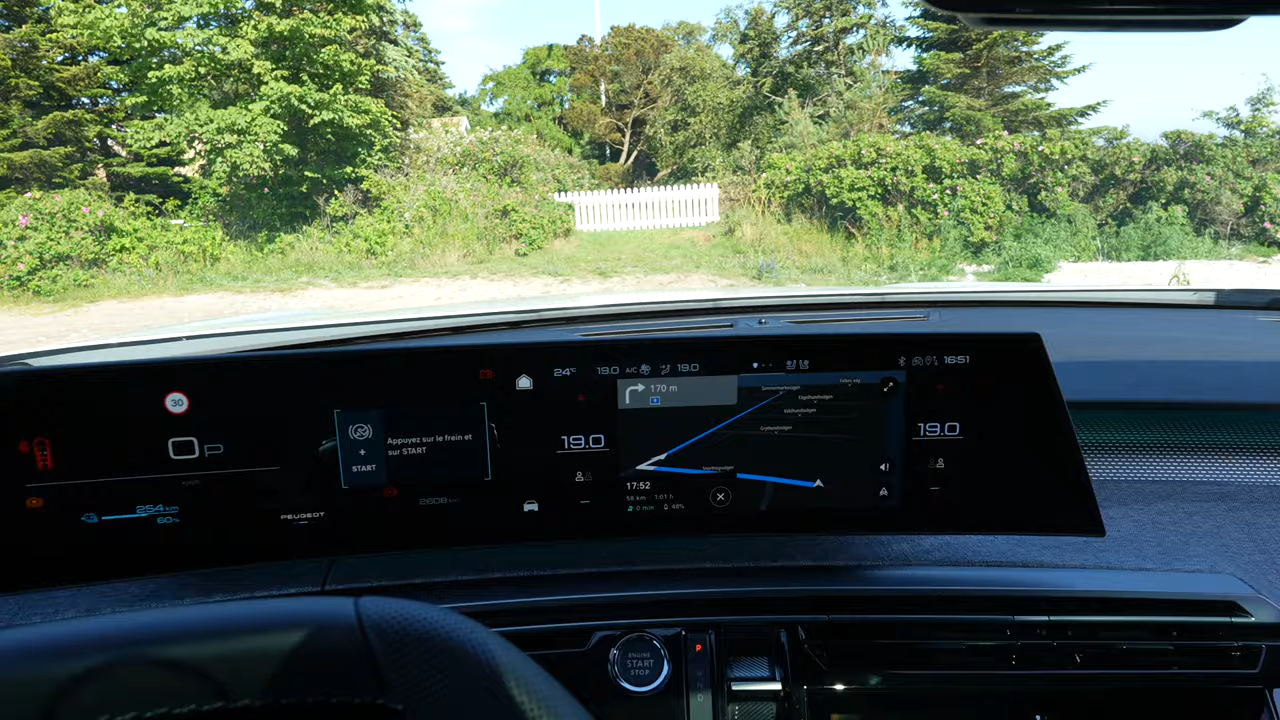 30
0 P
254 km
60%
PEUGEOT
Appuyez sur le frein et
sur START
+
START
2608 km
24°C
19.0 A/C 19.0
16:51
170 m
19.0
19.0
17:52
58 km · 1:01 h
0 min 48%
ENGINE
START
STOP
P